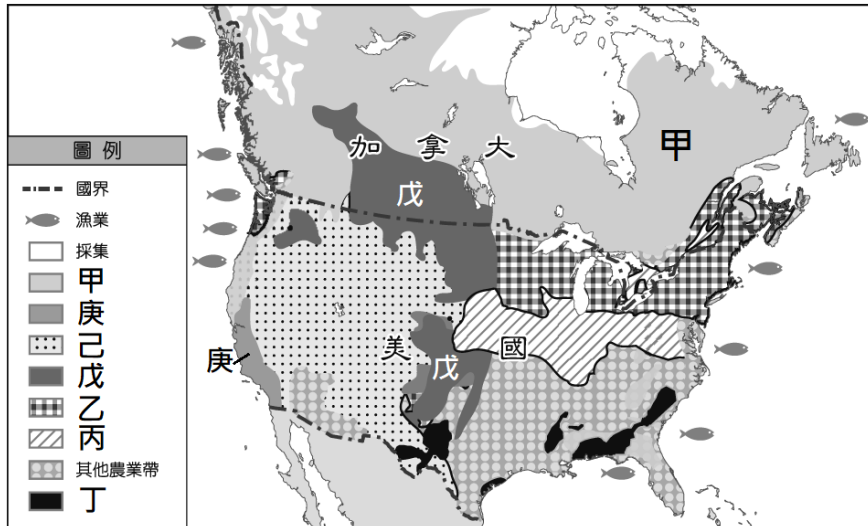 圖例
國界
漁業
採集
甲
庚
己
戊
乙
丙
其他農業帶
丁
加拿大
甲
戊
美國
戊
庚